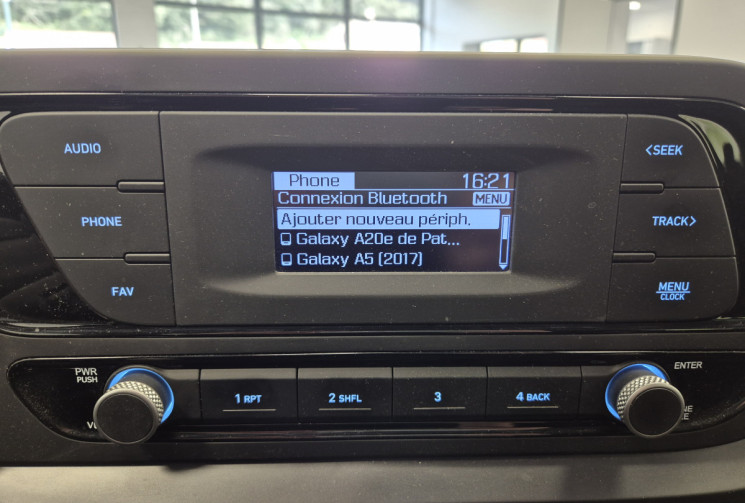 AUDIO
PHONE
FAV
Phone 16:21
Connexion Bluetooth MENU
Ajouter nouveau périph.
Galaxy A20e de Pat...
Galaxy A5 (2017)
<SEEK
TRACK>
MENU
CLOCK
PWR
PUSH
1 RPT
2 SHFL
3
4 BACK
ENTER